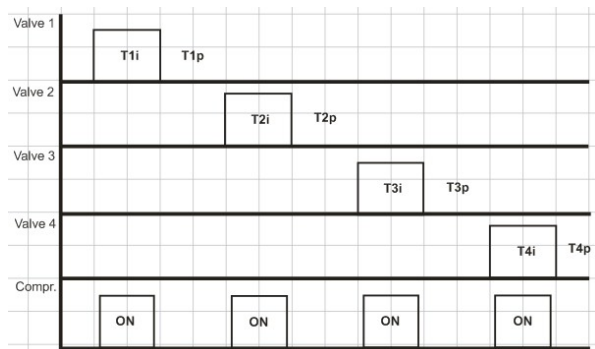 Valve 1
T1i T1p
Valve 2
T2i T2p
Valve 3
T3i T3p
Valve 4
T4i T4p
Compr.
ON ON ON ON